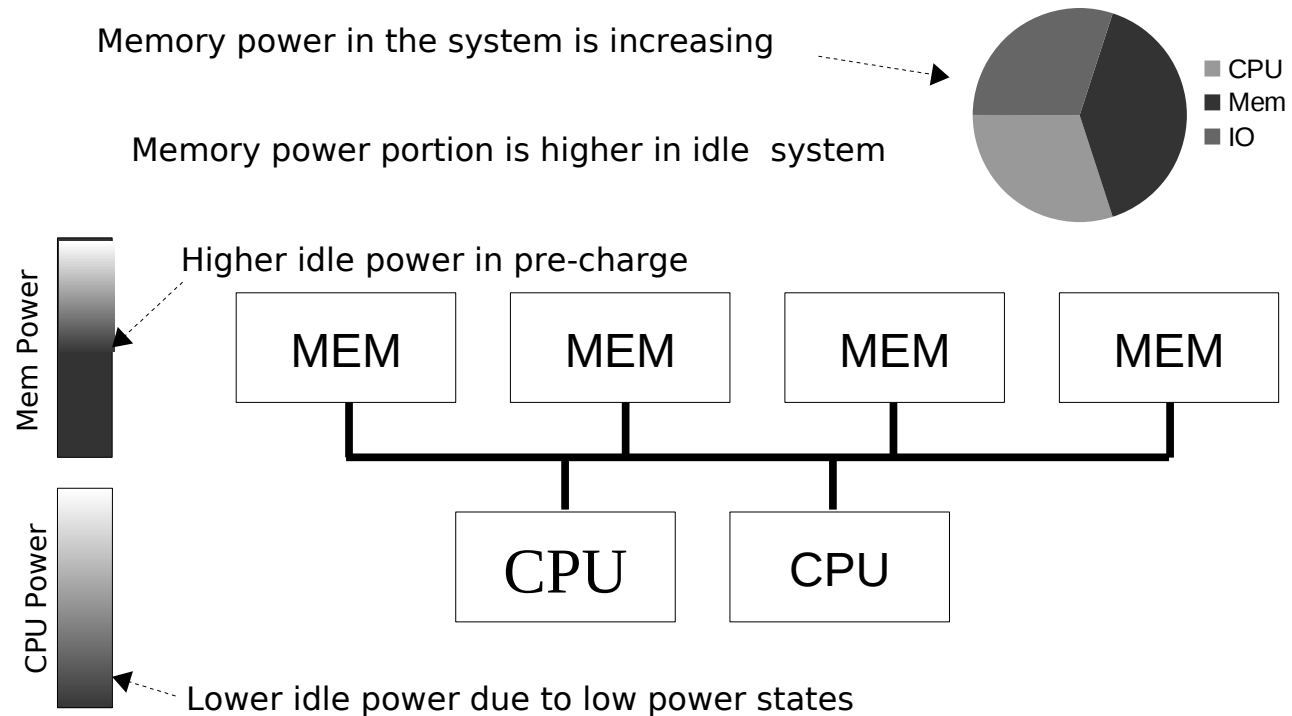 Memory power in the system is increasing
CPU
Mem
IO
Memory power portion is higher in idle  system
Mem Power
Higher idle power in pre-charge
MEM
MEM
MEM
MEM
CPU Power
CPU
CPU
Lower idle power due to low power states